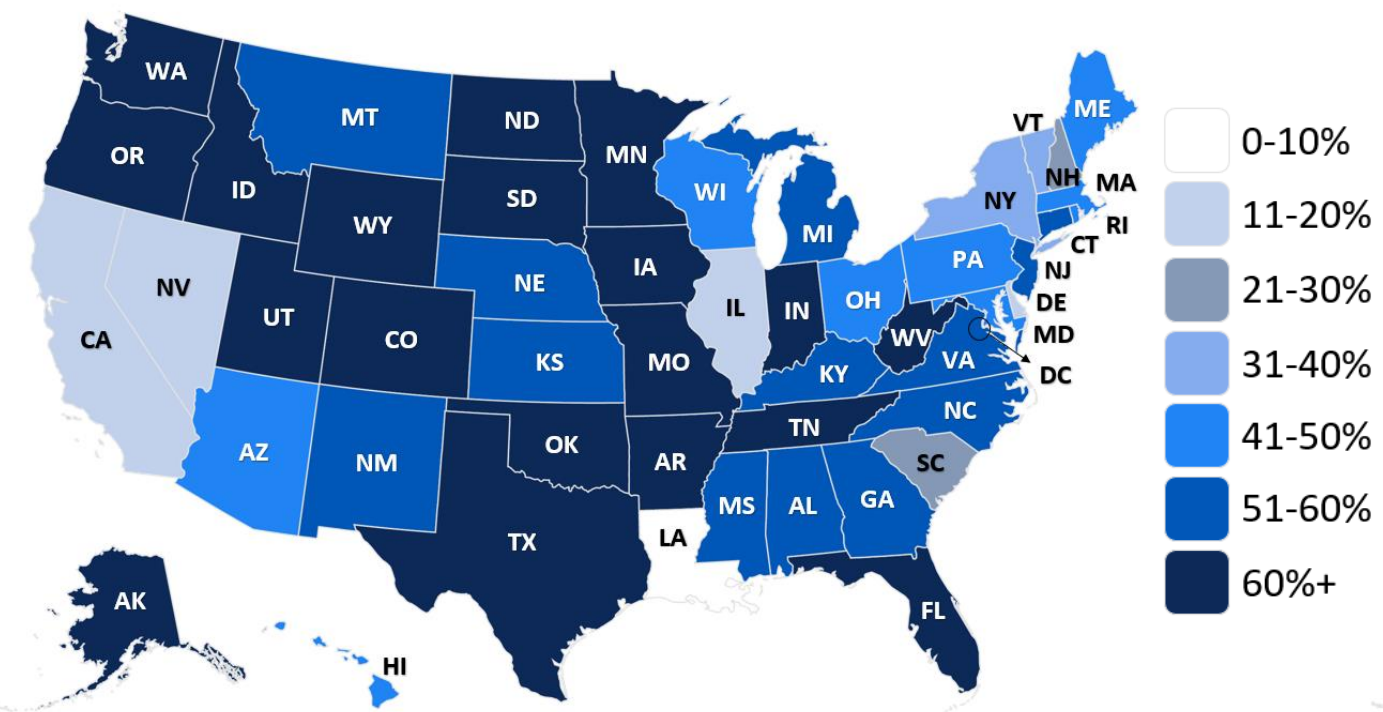 WA
MT
ND
OR
ID
MN
SD
WY
WI
MI
VT
ME
NH
MA
NY
RI
CT
PA
NJ
IA
NE
NV
UT
CO
CA
IL
IN
OH
DE
WV
MD
VA
DC
KS
MO
KY
NC
TN
AZ
NM
OK
AR
SC
MS
AL
GA
TX
LA
AK
FL
HI
0-10%
11-20%
21-30%
31-40%
41-50%
51-60%
60%+